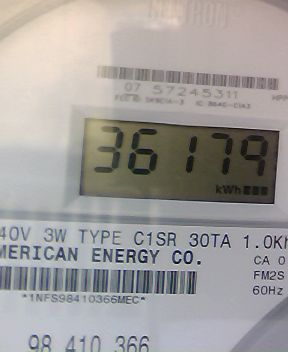 07 57245311
36179
kWh
40V 3W TYPE C1SR 30TA 1.0Kh
MERICAN ENERGY CO.
CA 0
FM2S
60Hz
*1NFS98410366MEC*
98 410 366